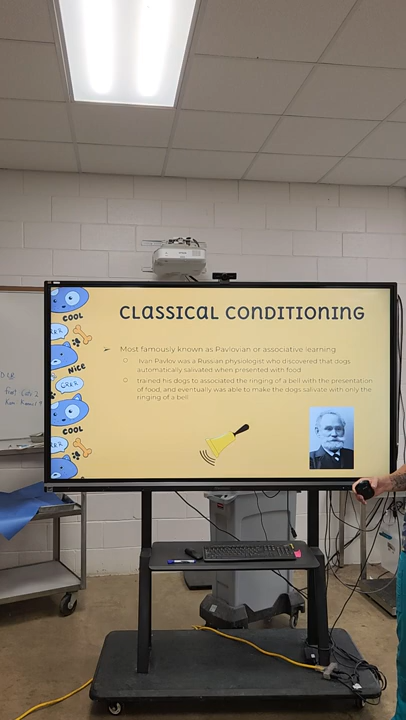 CLASSICAL CONDITIONING
COOL
GRRR
NICE
GRRR
COOL
Most famously known as Pavlovian or associative learning
Ivan Pavlov was a Russian physiologist who discovered that dogs
automatically salivated when presented with food
trained his dogs to associated the ringing of a bell with the presentation
of food, and eventually was able to make the dogs salivate with only the
ringing of a bell